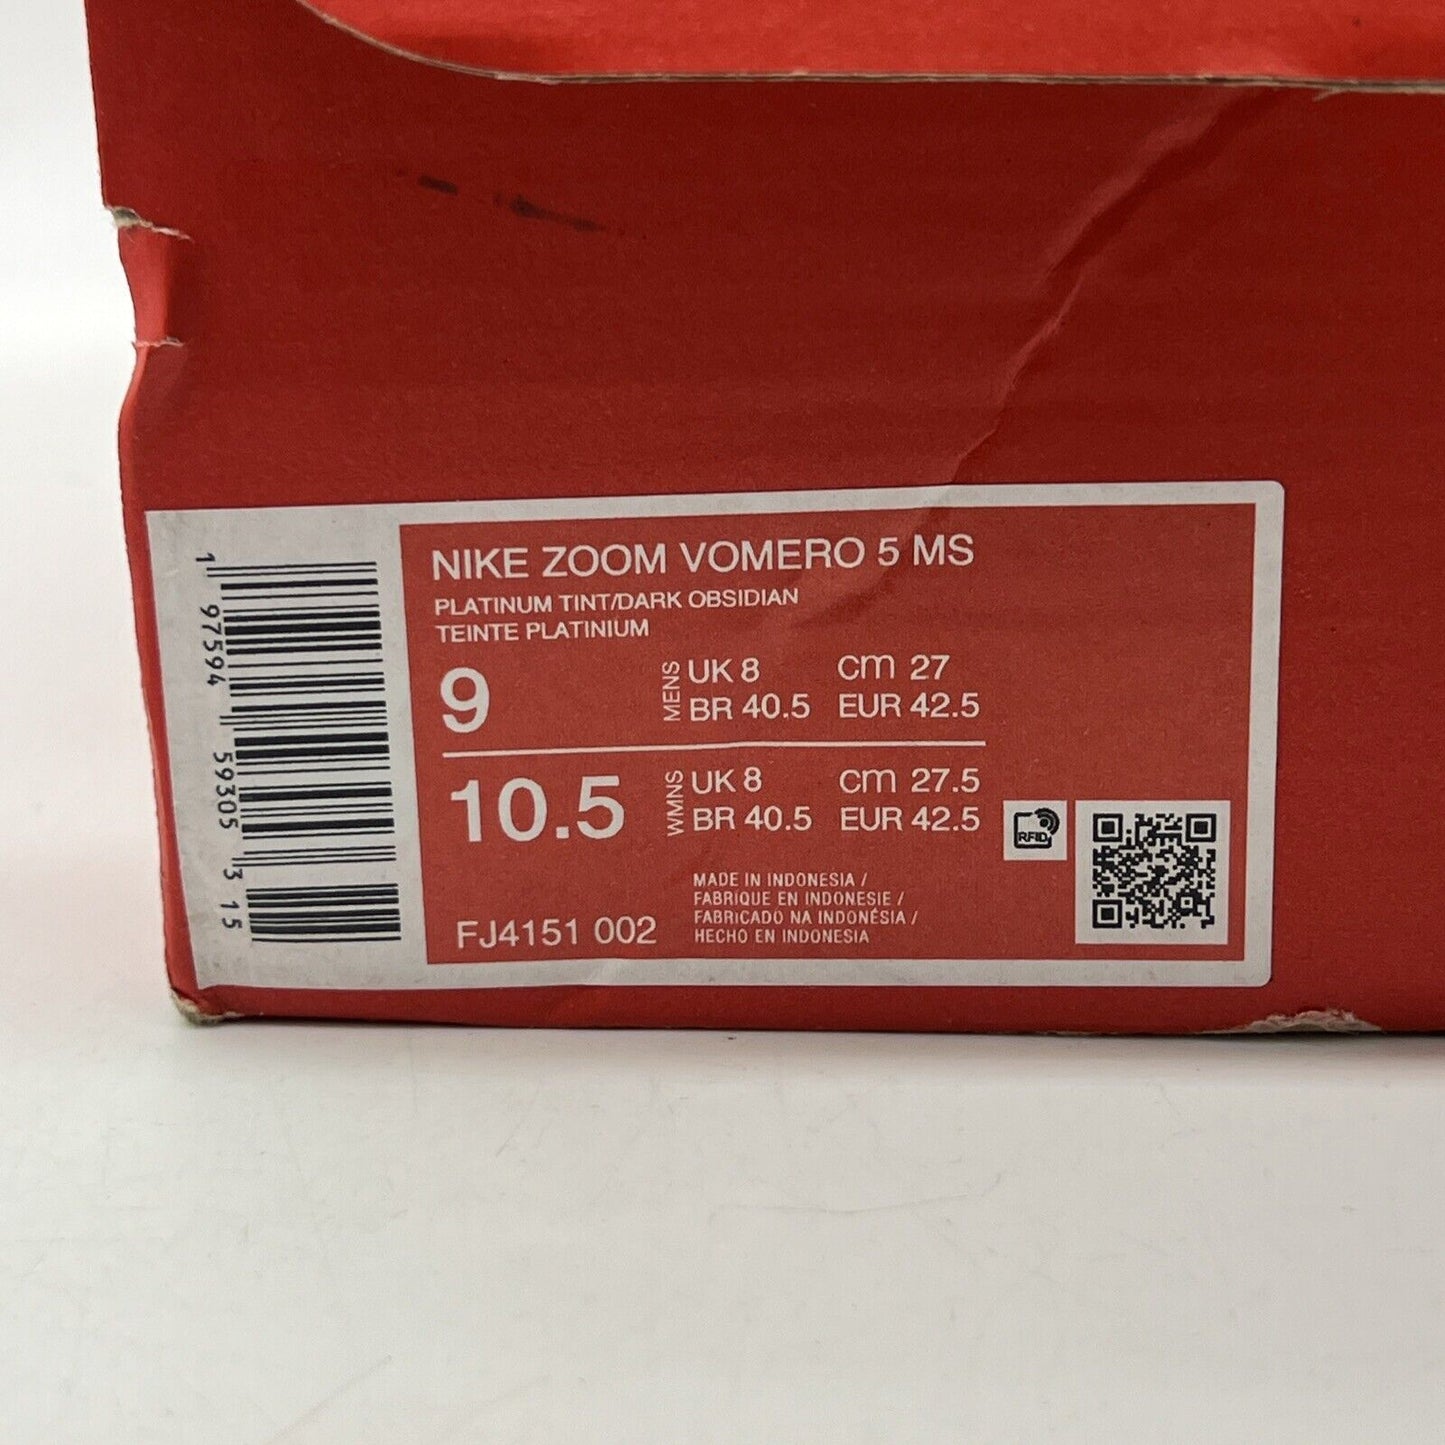 NIKE ZOOM VOMERO 5 MS
PLATINUM TINT/DARK OBSIDIAN
TEINTE PLATINIUM
9 MENS UK 8 cm 27
BR 40.5 EUR 42.5
10.5 WMNS UK 8 cm 27.5
BR 40.5 EUR 42.5
FJ4151 002
MADE IN INDONESIA /
FABRIQUE EN INDONESIE /
FABRICADO NA INDONÉSIA /
HECHO EN INDONESIA
RFID
1 97594 59305 3 15